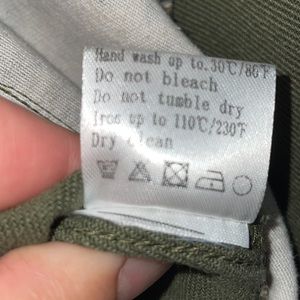 Hand wash up to 30℃/86℉
Do not bleach
Do not tumble dry
Iros up to 110℃/230℉
Dry clean